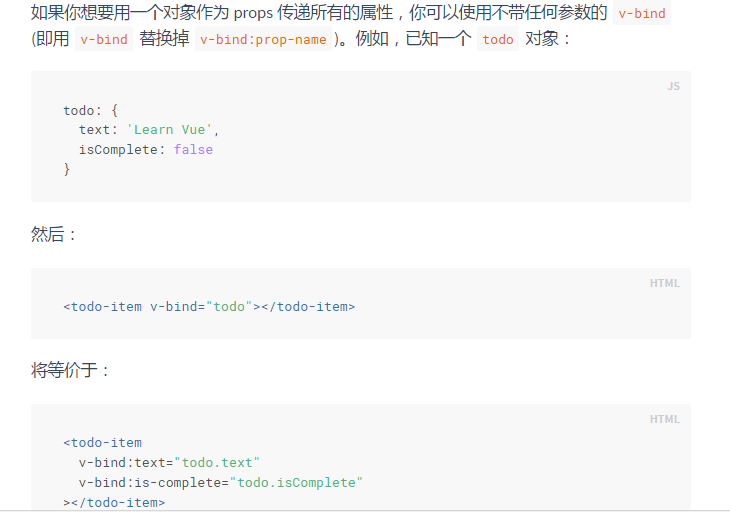 如果你想要用一个对象作为 props 传递所有的属性，你可以使用不带任何参数的 v-bind
(即用 v-bind 替换掉 v-bind:prop-name )。例如，已知一个 todo 对象：
JS
todo: {
  text: 'Learn Vue',
  isComplete: false
}
然后：
HTML
<todo-item v-bind="todo"></todo-item>
将等价于：
HTML
<todo-item
  v-bind:text="todo.text"
  v-bind:is-complete="todo.isComplete"
></todo-item>